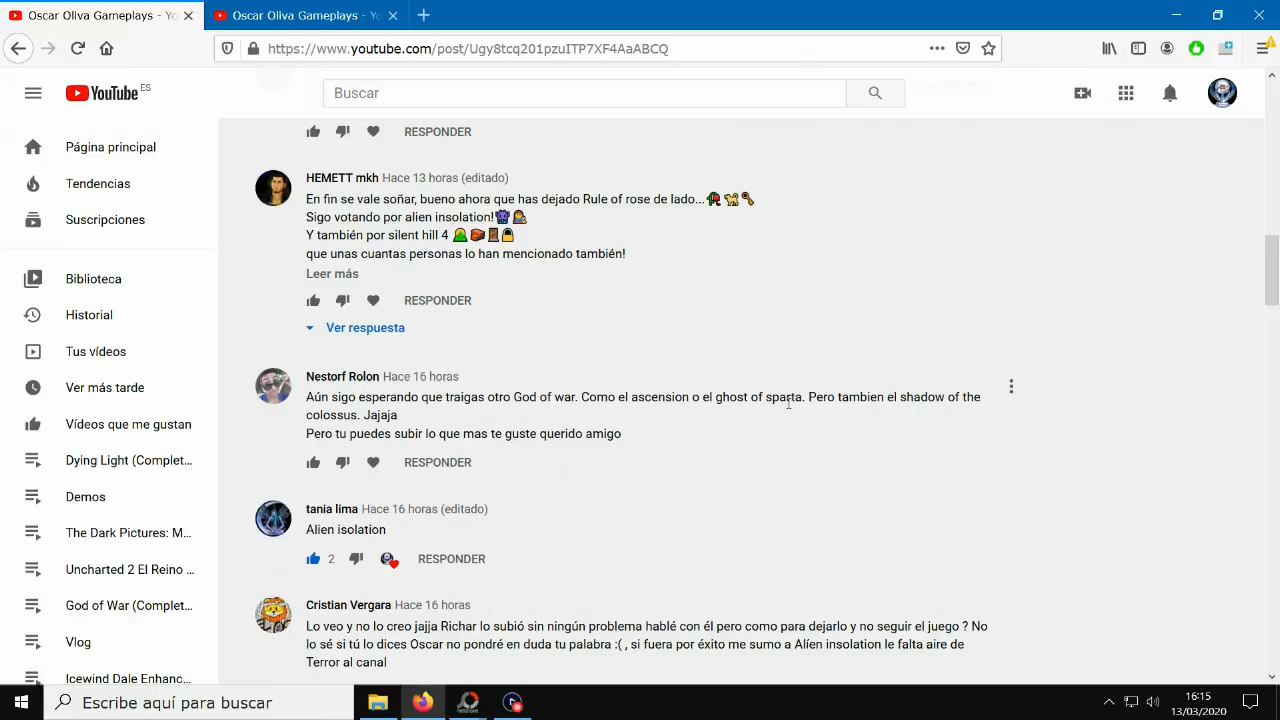 Oscar Oliva Gameplays - Yo
Oscar Oliva Gameplays - Yo
https://www.youtube.com/post/Ugy8tcq201pzuITP7XF4AaABCQ
YouTube ES
Buscar
Página principal
Tendencias
Suscripciones
Biblioteca
Historial
Tus vídeos
Ver más tarde
Vídeos que me gustan
Dying Light (Complet...
Demos
The Dark Pictures: M...
Uncharted 2 El Reino ...
God of War (Complet...
Vlog
Icewind Dale Enhanc...
RESPONDER
HEMETT mkh Hace 13 horas (editado)
En fin se vale soñar, bueno ahora que has dejado Rule of rose de lado...🥀🐕🗝
Sigo votando por alien insolation!
Y también por silent hill 4
que unas cuantas personas lo han mencionado también!
Leer más
RESPONDER
Ver respuesta
Nestorf Rolon Hace 16 horas
Aún sigo esperando que traigas otro God of war. Como el ascension o el ghost of sparta. Pero tambien el shadow of the
colossus. Jajaja
Pero tu puedes subir lo que mas te guste querido amigo
RESPONDER
tania lima Hace 16 horas (editado)
Alien isolation
2 RESPONDER
Cristian Vergara Hace 16 horas
Lo veo y no lo creo jajja Richar lo subió sin ningún problema hablé con él pero como para dejarlo y no seguir el juego ? No
lo sé si tú lo dices Oscar no pondré en duda tu palabra :( , si fuera por éxito me sumo a Alíen insolation le falta aire de
Terror al canal
Escribe aquí para buscar
16:15
13/03/2020